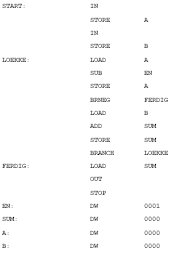 START: IN
STORE A
IN
STORE B
LOEKKE: LOAD A
SUB EN
STORE A
BRNEG FERDIG
LOAD B
ADD SUM
STORE SUM
BRANCH LOEKKE
FERDIG: LOAD SUM
OUT
STOP
EN: DW 0001
SUM: DW 0000
A: DW 0000
B: DW 0000